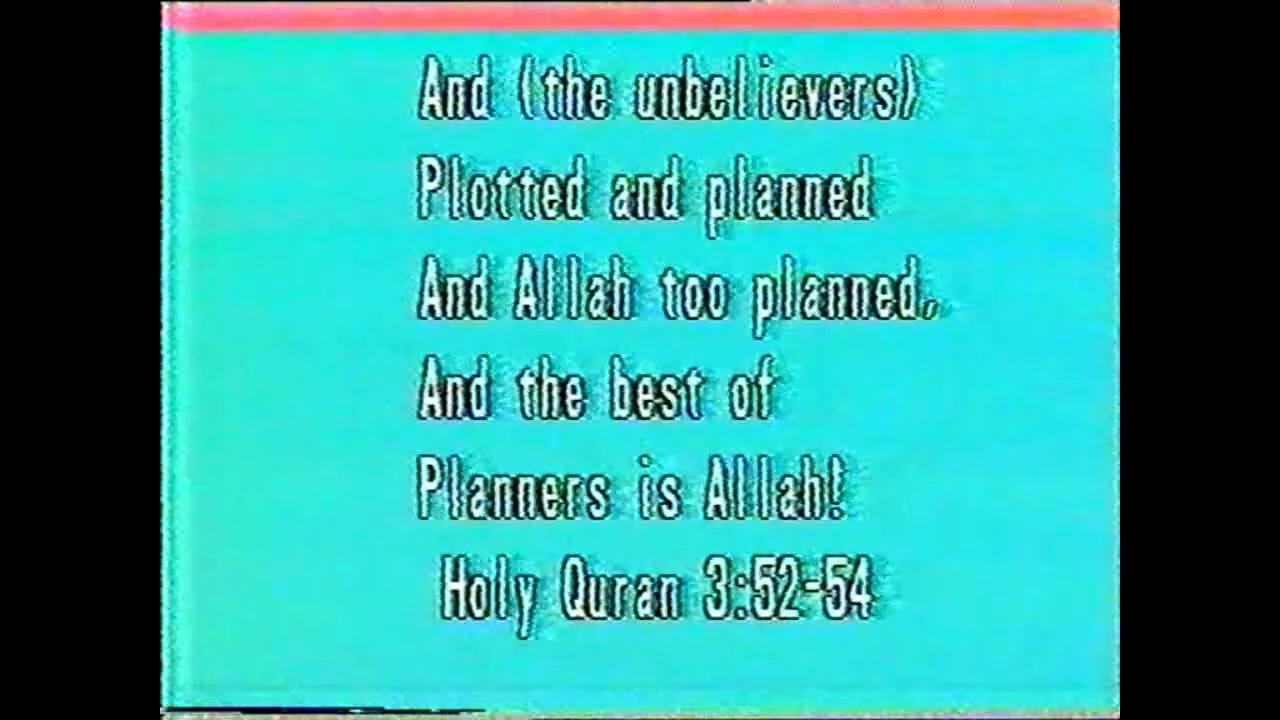 And (the unbelievers)
Plotted and planned
And Allah too planned,
And the best of
Planners is Allah!
Holy Quran 3:52-54